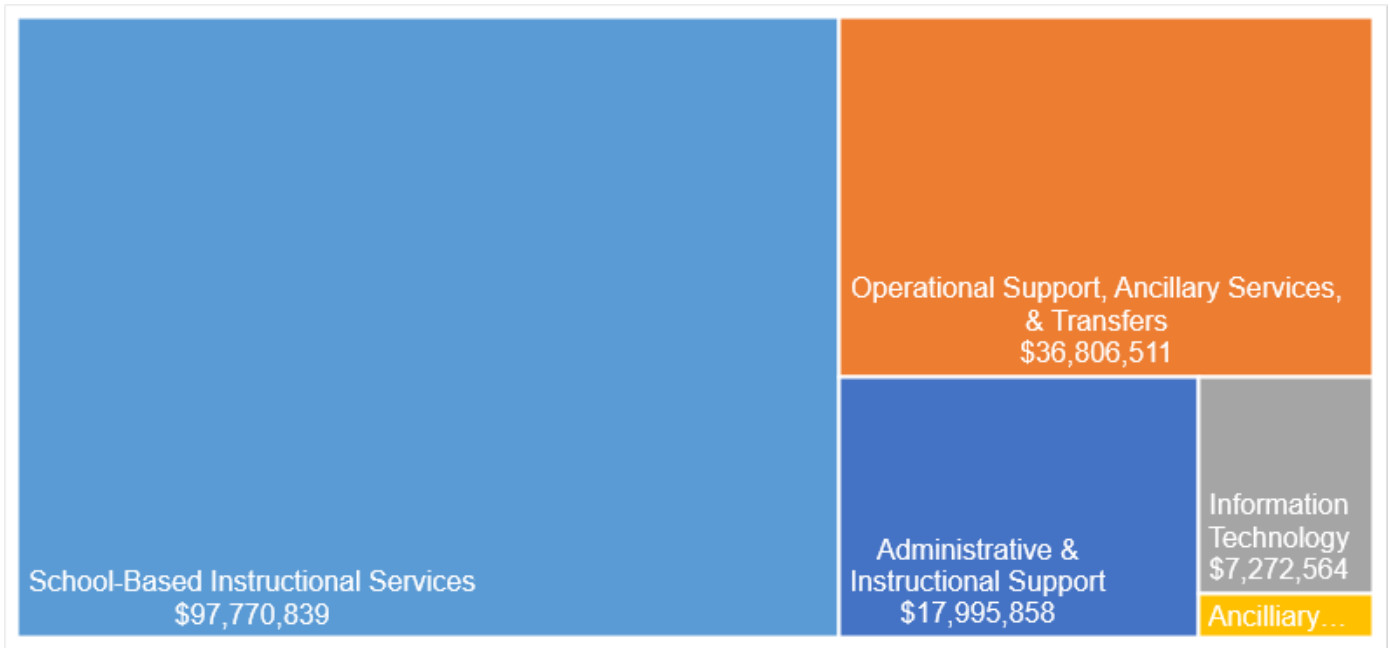 School-Based Instructional Services
$97,770,839
Operational Support, Ancillary Services,
& Transfers
$36,806,511
Administrative &
Instructional Support
$17,995,858
Information
Technology
$7,272,564
Ancilliary...